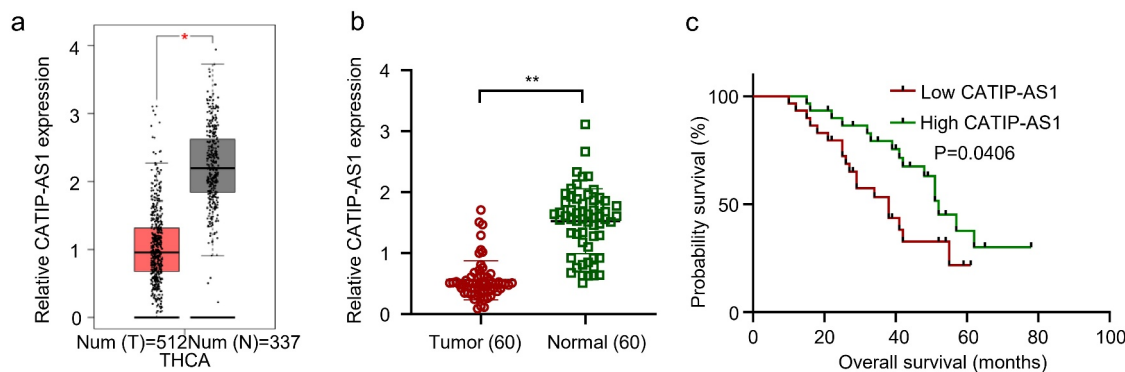 a
Relative CATIP-AS1 expression
4
3
2
1
0
*
Num (T)=512Num (N)=337
THCA
b
Relative CATIP-AS1 expression
4
3
2
1
0
**
Tumor (60)
Normal (60)
c
Probability survival (%)
100
50
0
Low CATIP-AS1
High CATIP-AS1
P=0.0406
0 20 40 60 80 100
Overall survival (months)